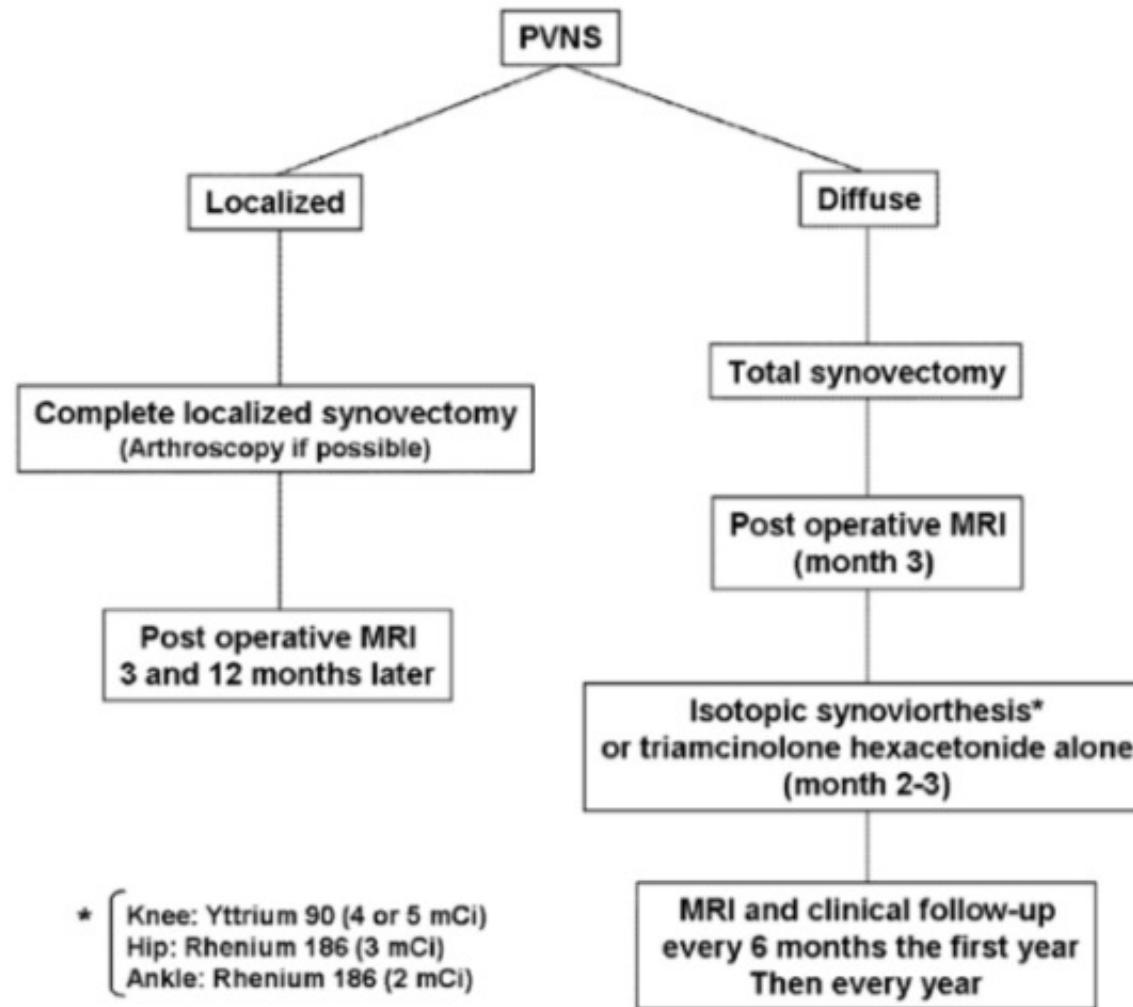 PVNS
Localized
Diffuse
Complete localized synovectomy
(Arthroscopy if possible)
Total synovectomy
Post operative MRI
(month 3)
Post operative MRI
3 and 12 months later
Isotopic synoviorthesis*
or triamcinolone hexacetonide alone
(month 2-3)
MRI and clinical follow-up
every 6 months the first year
Then every year
* Knee: Yttrium 90 (4 or 5 mCi)
Hip: Rhenium 186 (3 mCi)
Ankle: Rhenium 186 (2 mCi)